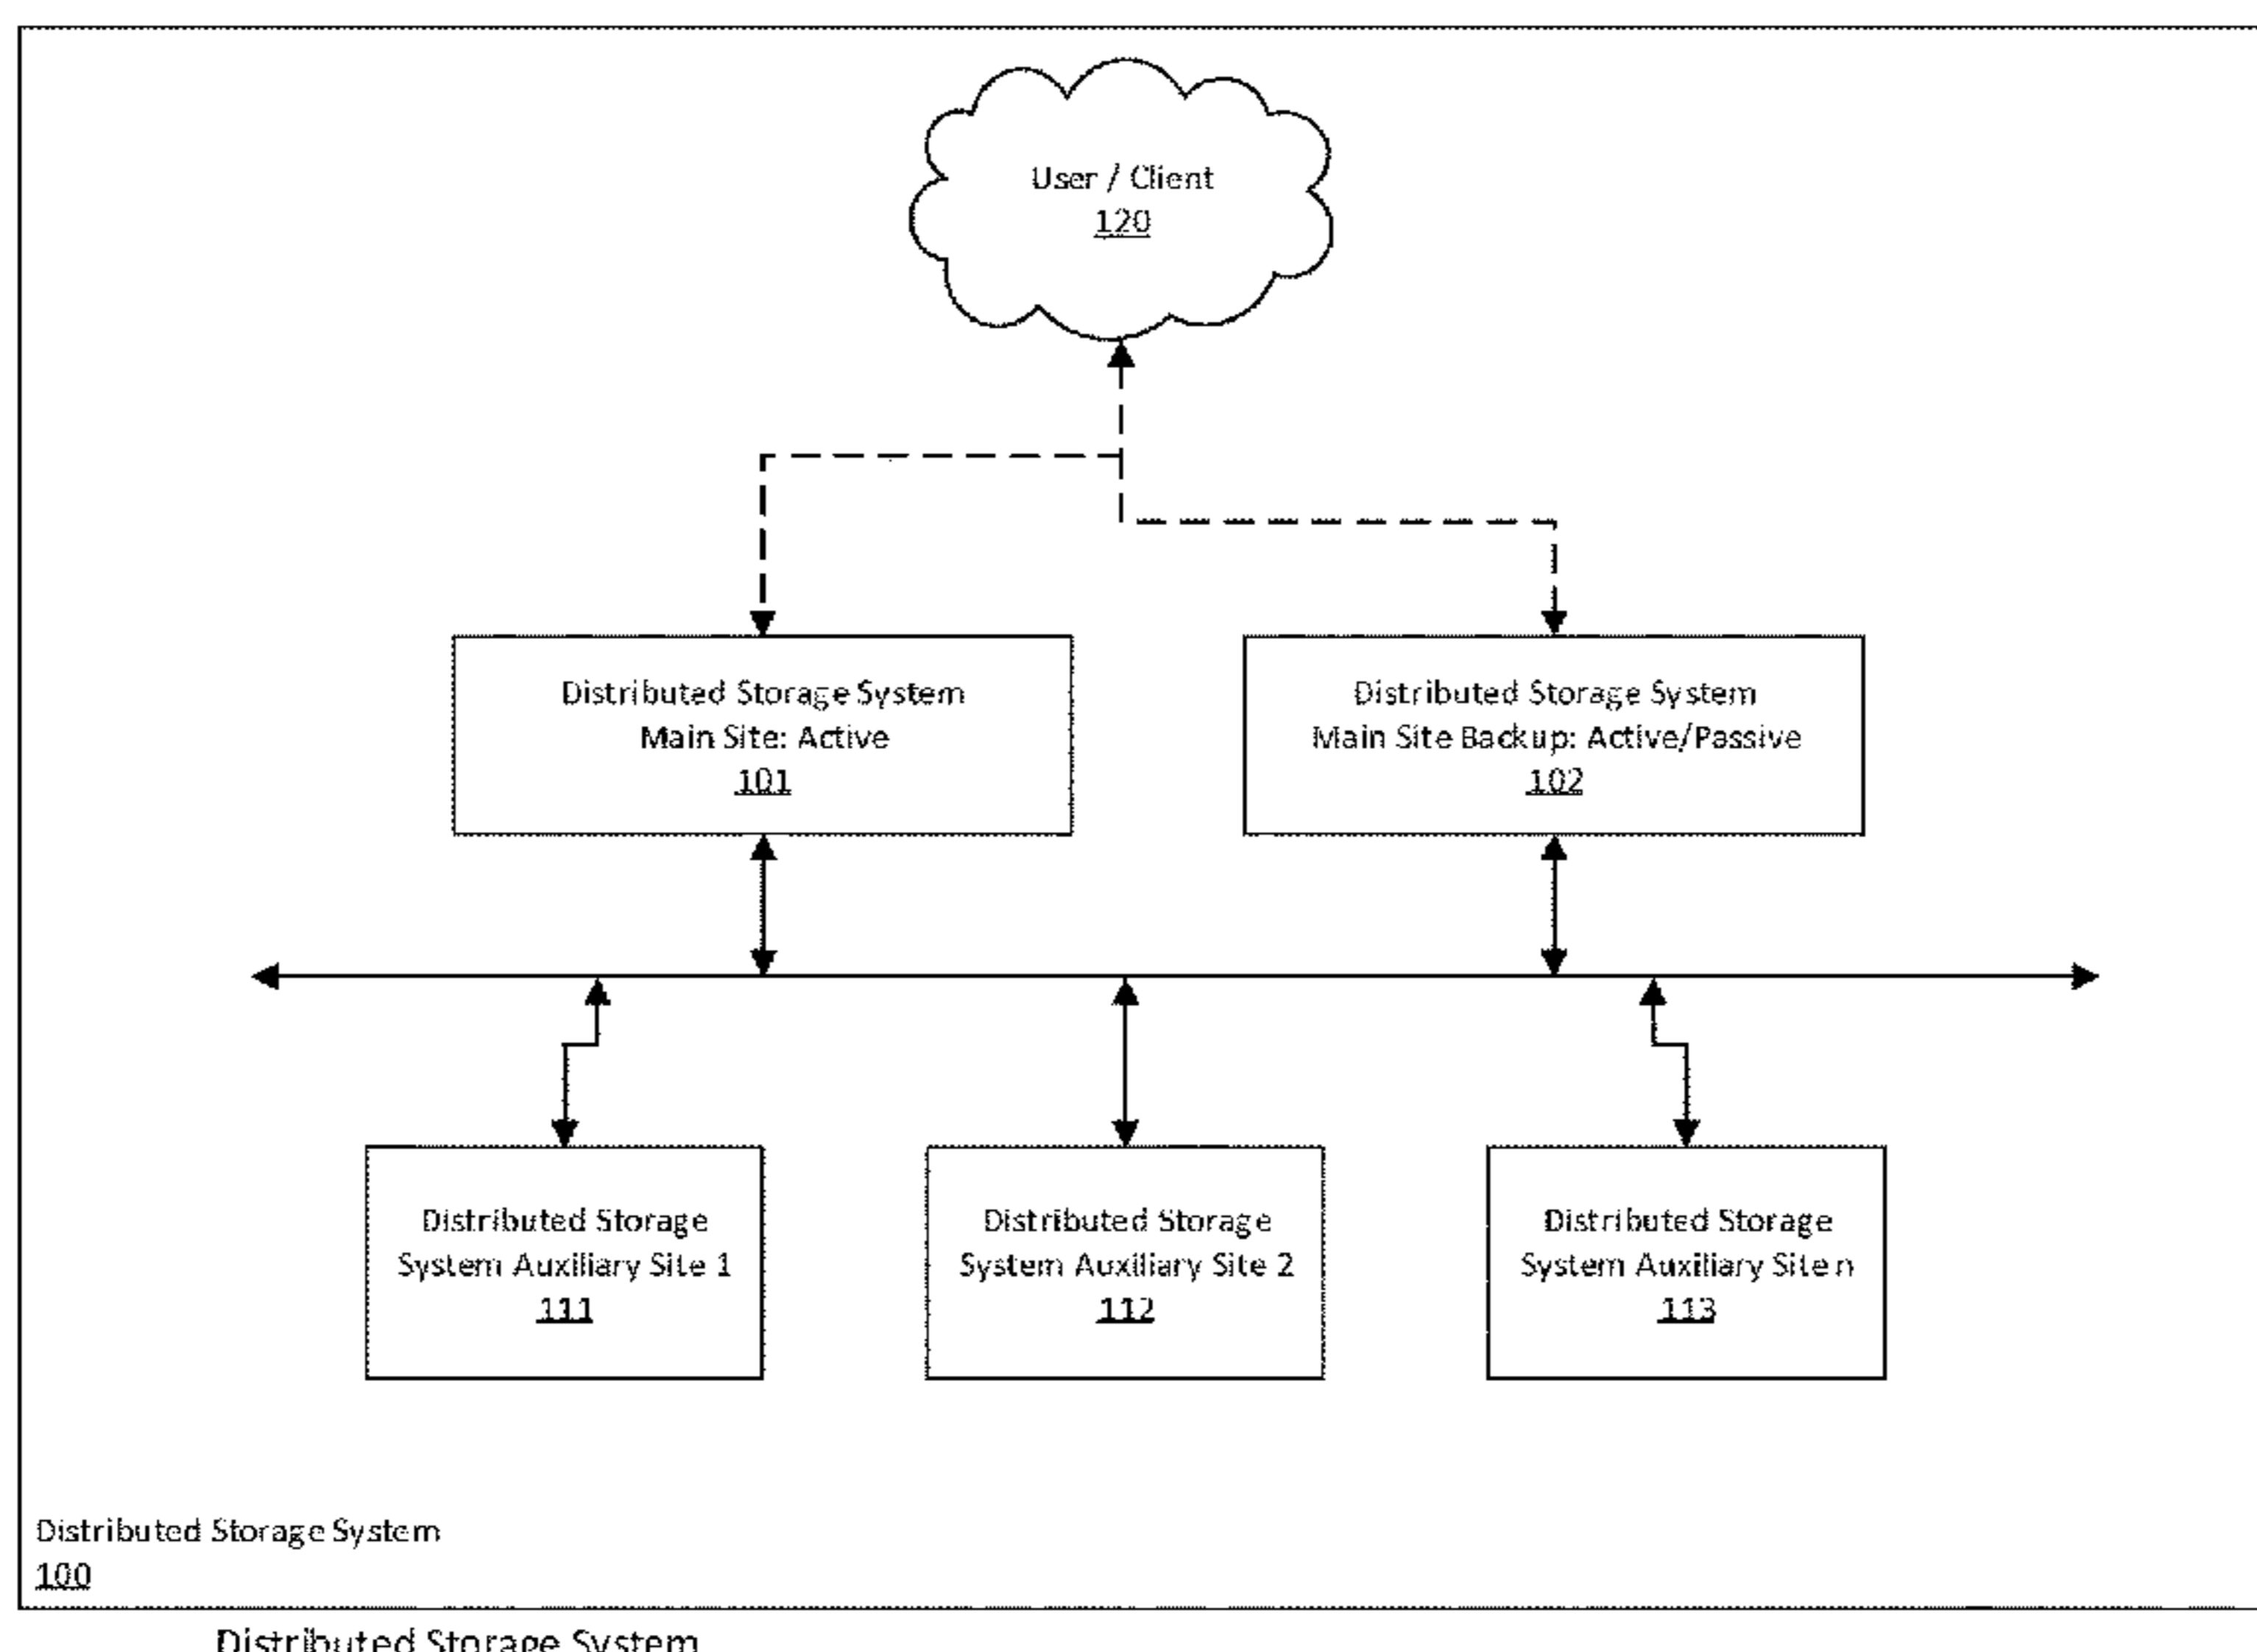 User / Client
120
Distributed Storage System
Main Site: Active
101
Distributed Storage System
Main Site Backup: Active/Passive
102
Distributed Storage
System Auxiliary Site 1
111
Distributed Storage
System Auxiliary Site 2
112
Distributed Storage
System Auxiliary Site n
113
Distributed Storage System
100
Distributed Storage System